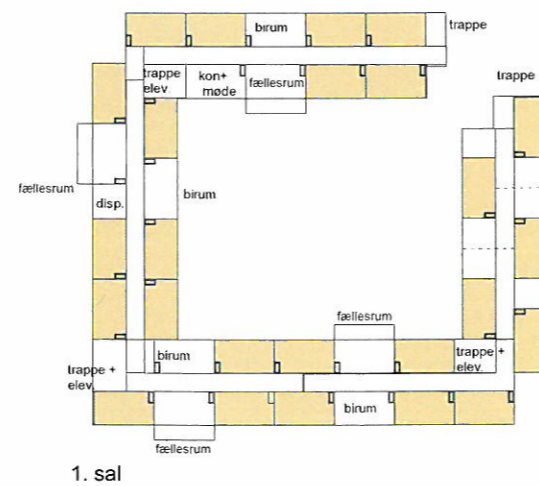 birum
trappe
trappe
elev.
kon+
møde
fællesrum
trappe
fællesrum
disp.
birum
fællesrum
trappe +
elev.
birum
trappe +
elev.
birum
fællesrum
1. sal